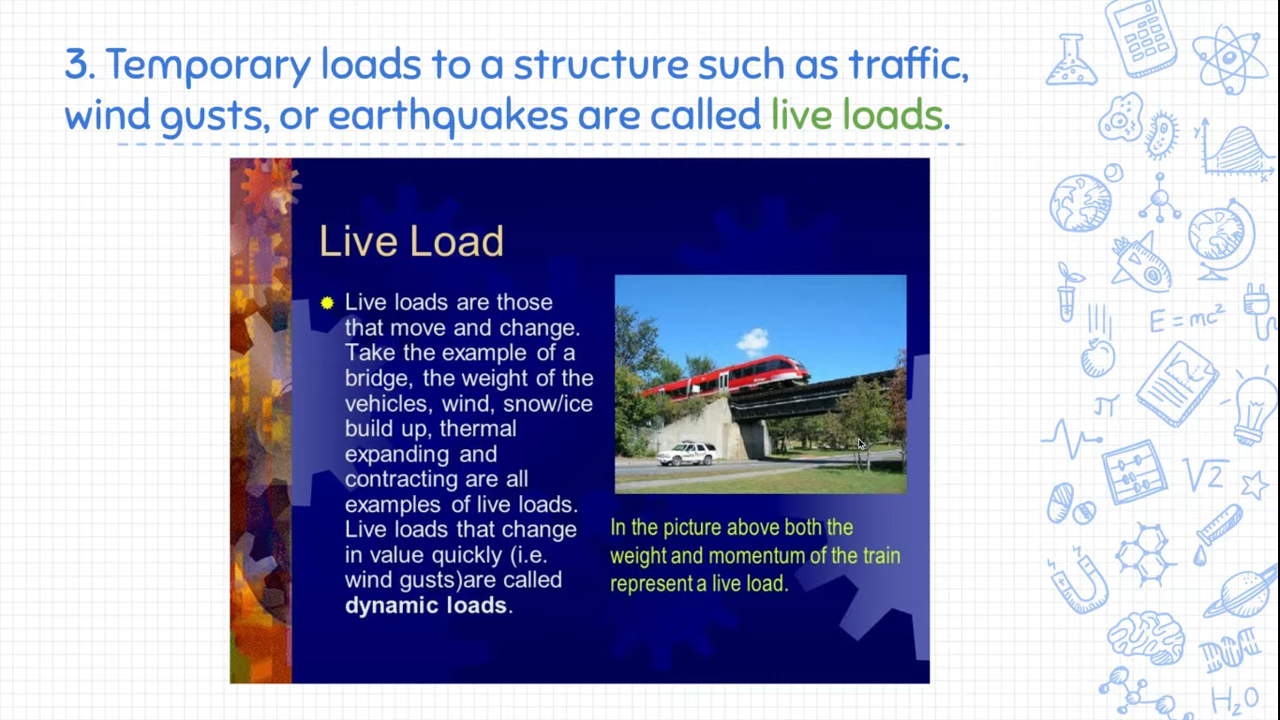 3. Temporary loads to a structure such as traffic,
wind gusts, or earthquakes are called live loads.
Live Load
Live loads are those
that move and change.
Take the example of a
bridge, the weight of the
vehicles, wind, snow/ice
build up, thermal
expanding and
contracting are all
examples of live loads.
Live loads that change
in value quickly (i.e.
wind gusts)are called
dynamic loads.
In the picture above both the
weight and momentum of the train
represent a live load.
Y
X
E=mc²
π
√2
H₂O